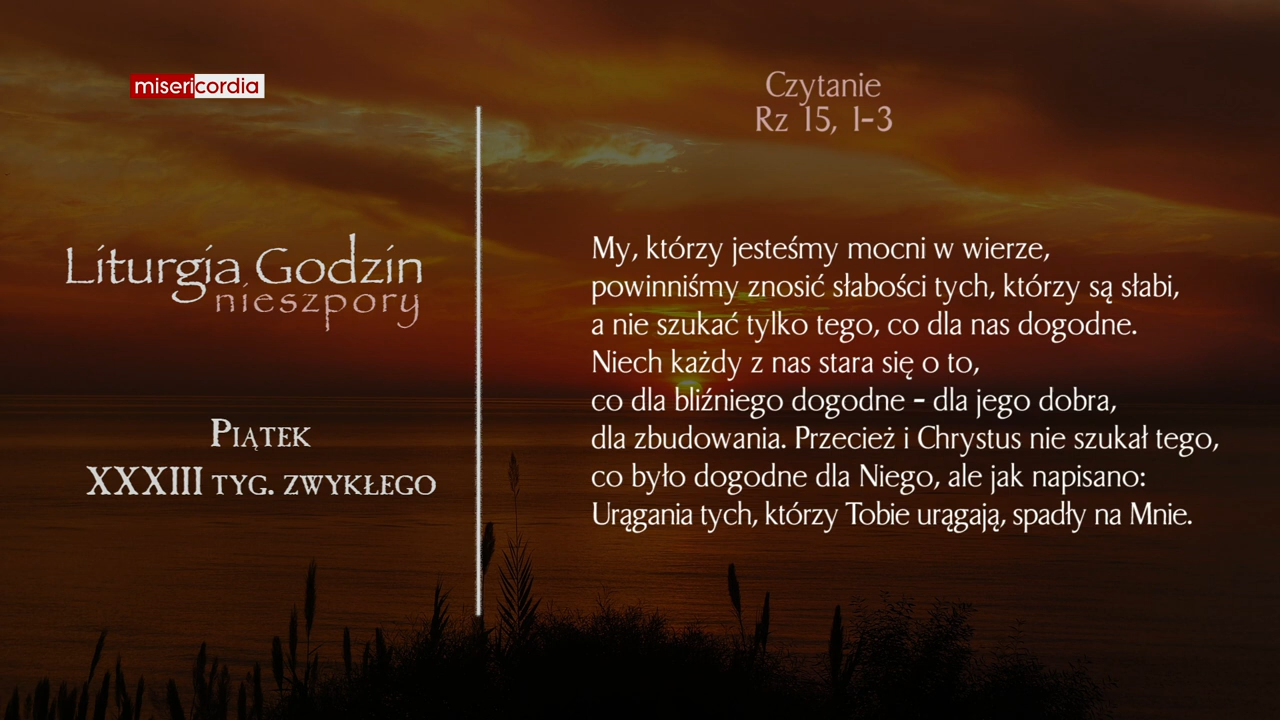 misericordia
Liturgia Godzin
nieszpory
Piątek
XXXIII tyg. zwykłego
Czytanie
Rz 15, 1-3
My, którzy jesteśmy mocni w wierze,
powinniśmy znosić słabości tych, którzy są słabi,
a nie szukać tylko tego, co dla nas dogodne.
Niech każdy z nas stara się o to,
co dla bliźniego dogodne - dla jego dobra,
dla zbudowania. Przecież i Chrystus nie szukał tego,
co było dogodne dla Niego, ale jak napisano:
Urągania tych, którzy Tobie urągają, spadły na Mnie.